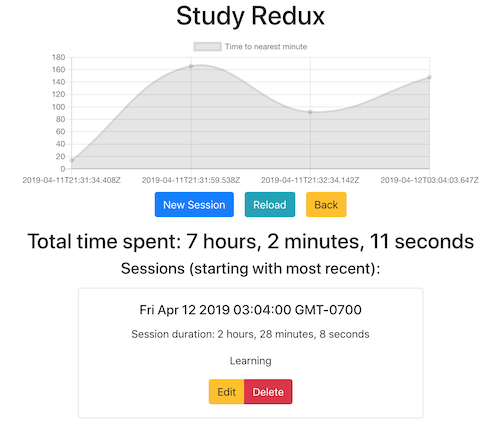 Study Redux
Time to nearest minute
180
160
140
120
100
80
60
40
20
0
2019-04-11T21:31:34.408Z 2019-04-11T21:31:59.538Z 2019-04-11T21:32:34.142Z 2019-04-12T03:04:03.647Z
New Session Reload Back
Total time spent: 7 hours, 2 minutes, 11 seconds
Sessions (starting with most recent):
Fri Apr 12 2019 03:04:00 GMT-0700
Session duration: 2 hours, 28 minutes, 8 seconds
Learning
Edit Delete